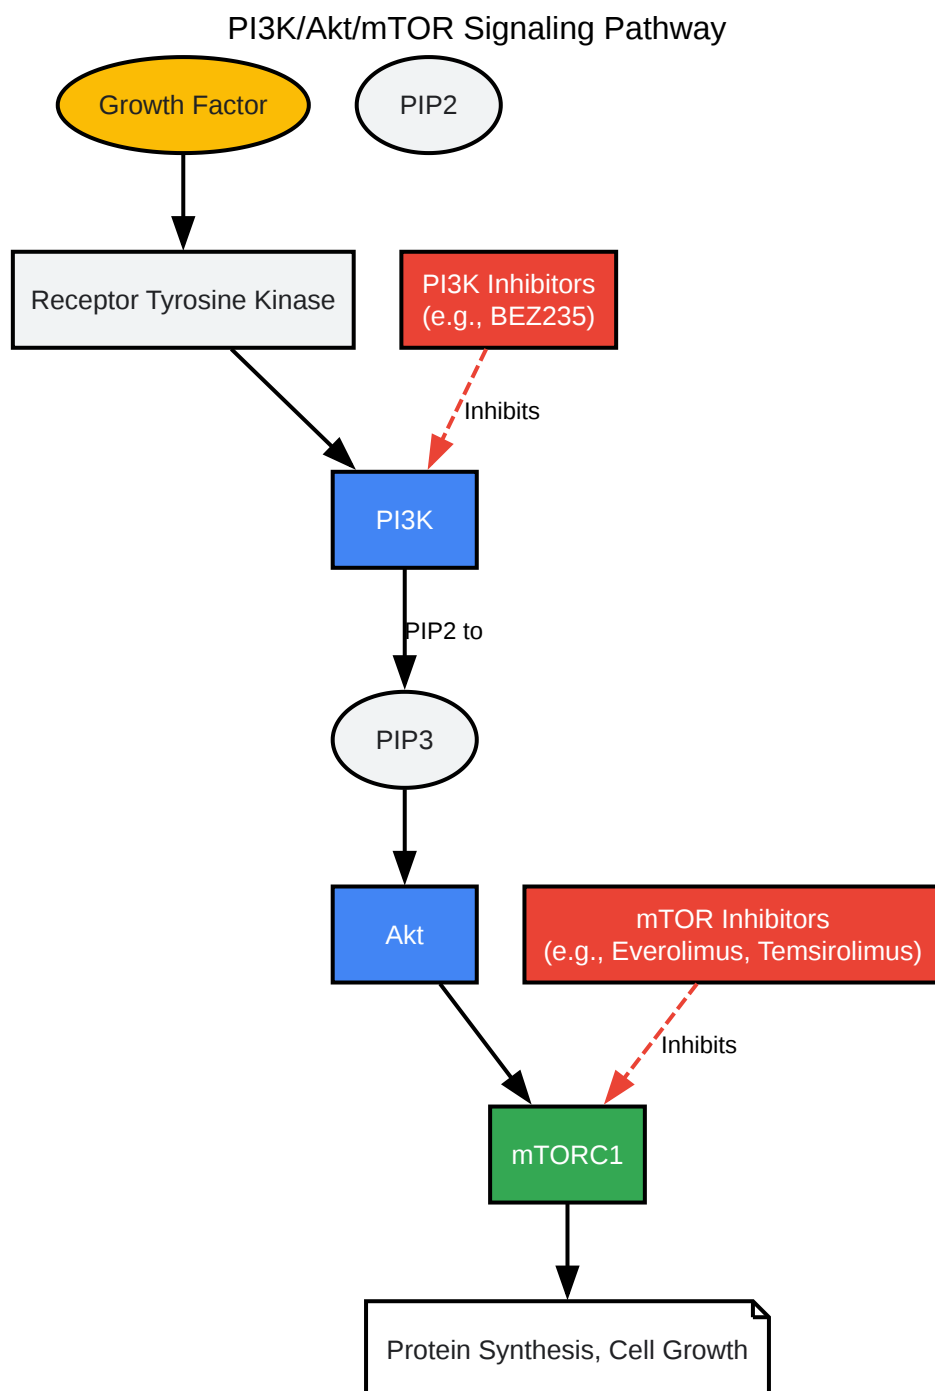 PI3K/Akt/mTOR Signaling Pathway
Growth Factor
PIP2
Receptor Tyrosine Kinase
PI3K Inhibitors
(e.g., BEZ235)
Inhibits
PI3K
PIP2 to
PIP3
Akt
mTOR Inhibitors
(e.g., Everolimus, Temsirolimus)
Inhibits
mTORC1
Protein Synthesis, Cell Growth